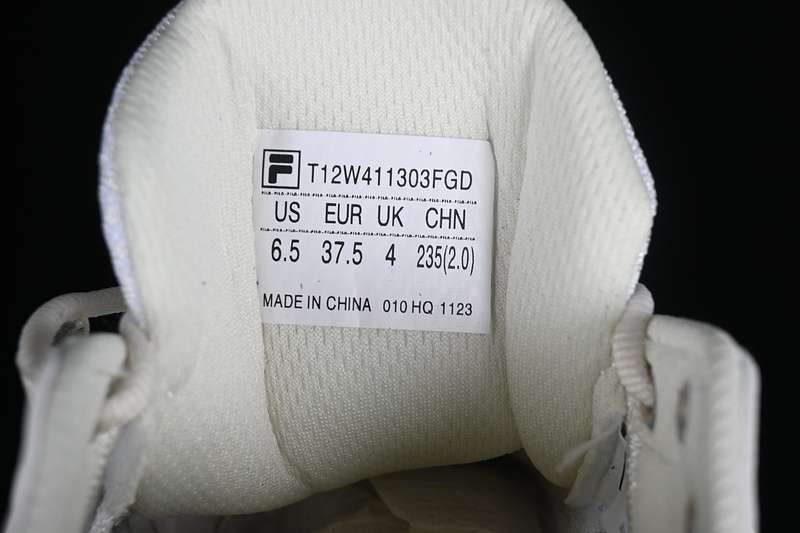 F T12W411303FGD
US EUR UK CHN
6.5 37.5 4 235(2.0)
MADE IN CHINA 010 HQ 1123